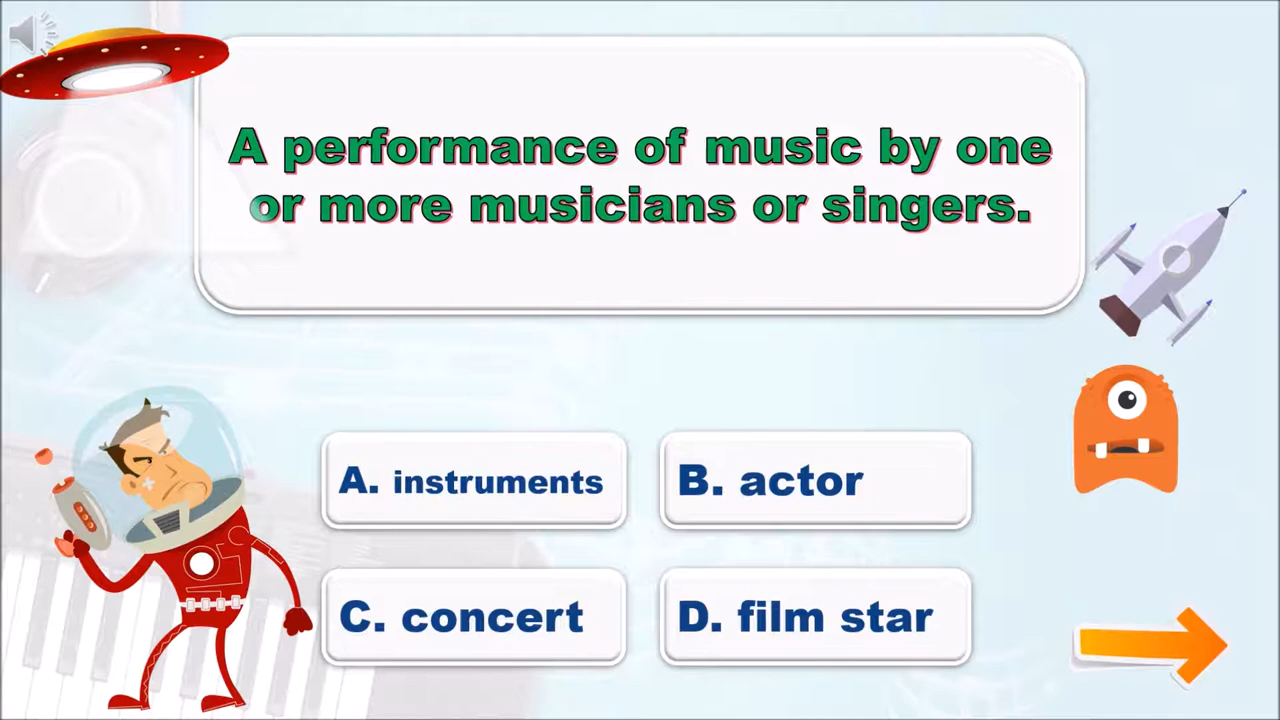 A performance of music by one
or more musicians or singers.
A. instruments
B. actor
C. concert
D. film star